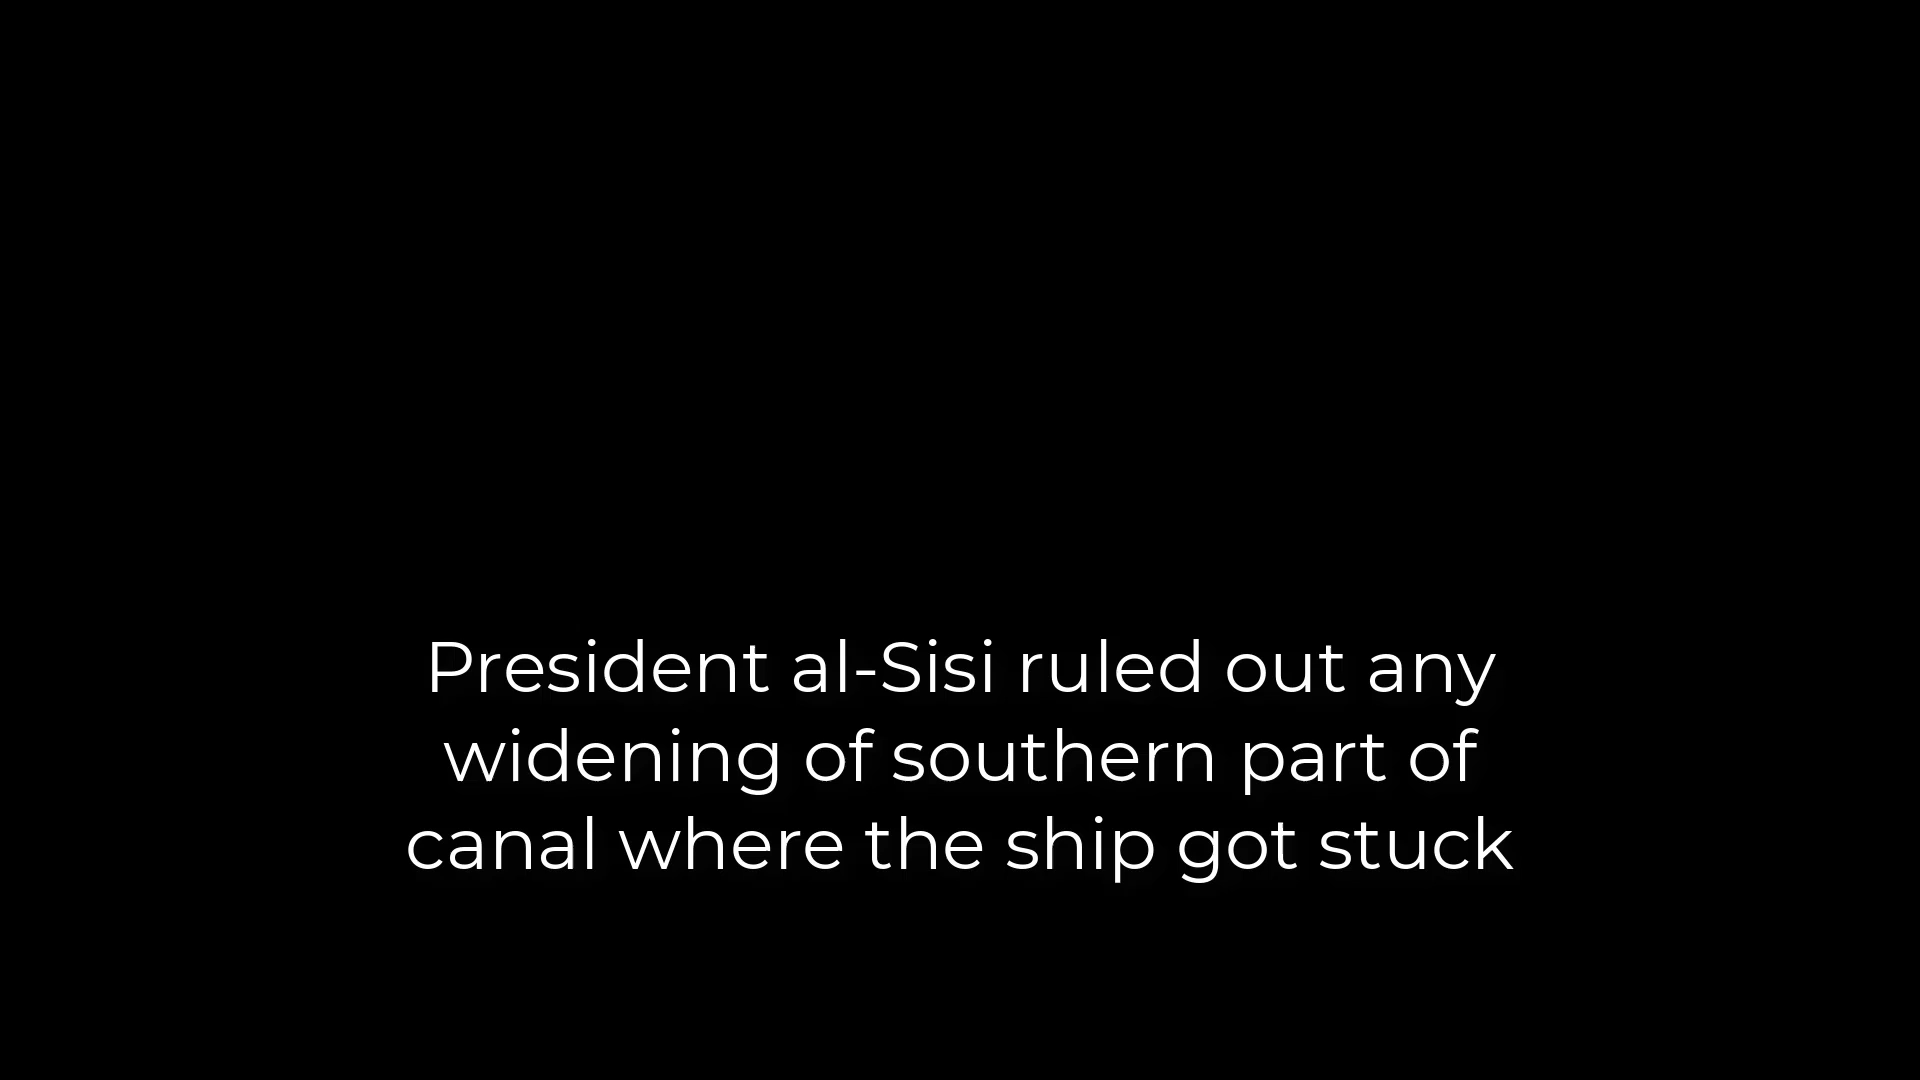 President al-Sisi ruled out any
widening of southern part of
canal where the ship got stuck